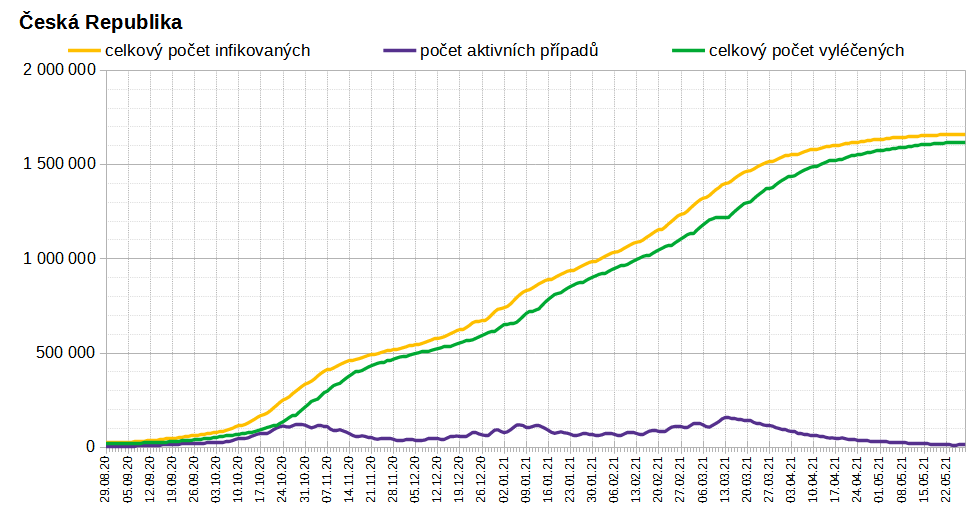 Česká Republika
celkový počet infikovaných počet aktivních případů celkový počet vyléčených
2 000 000
1 500 000
1 000 000
500 000
0
29.08.20 05.09.20 12.09.20 19.09.20 26.09.20 03.10.20 10.10.20 17.10.20 24.10.20 31.10.20 07.11.20 14.11.20 21.11.20 28.11.20 05.12.20 12.12.20 19.12.20 26.12.20 02.01.21 09.01.21 16.01.21 23.01.21 30.01.21 06.02.21 13.02.21 20.02.21 27.02.21 06.03.21 13.03.21 20.03.21 27.03.21 03.04.21 10.04.21 17.04.21 24.04.21 01.05.21 08.05.21 15.05.21 22.05.21